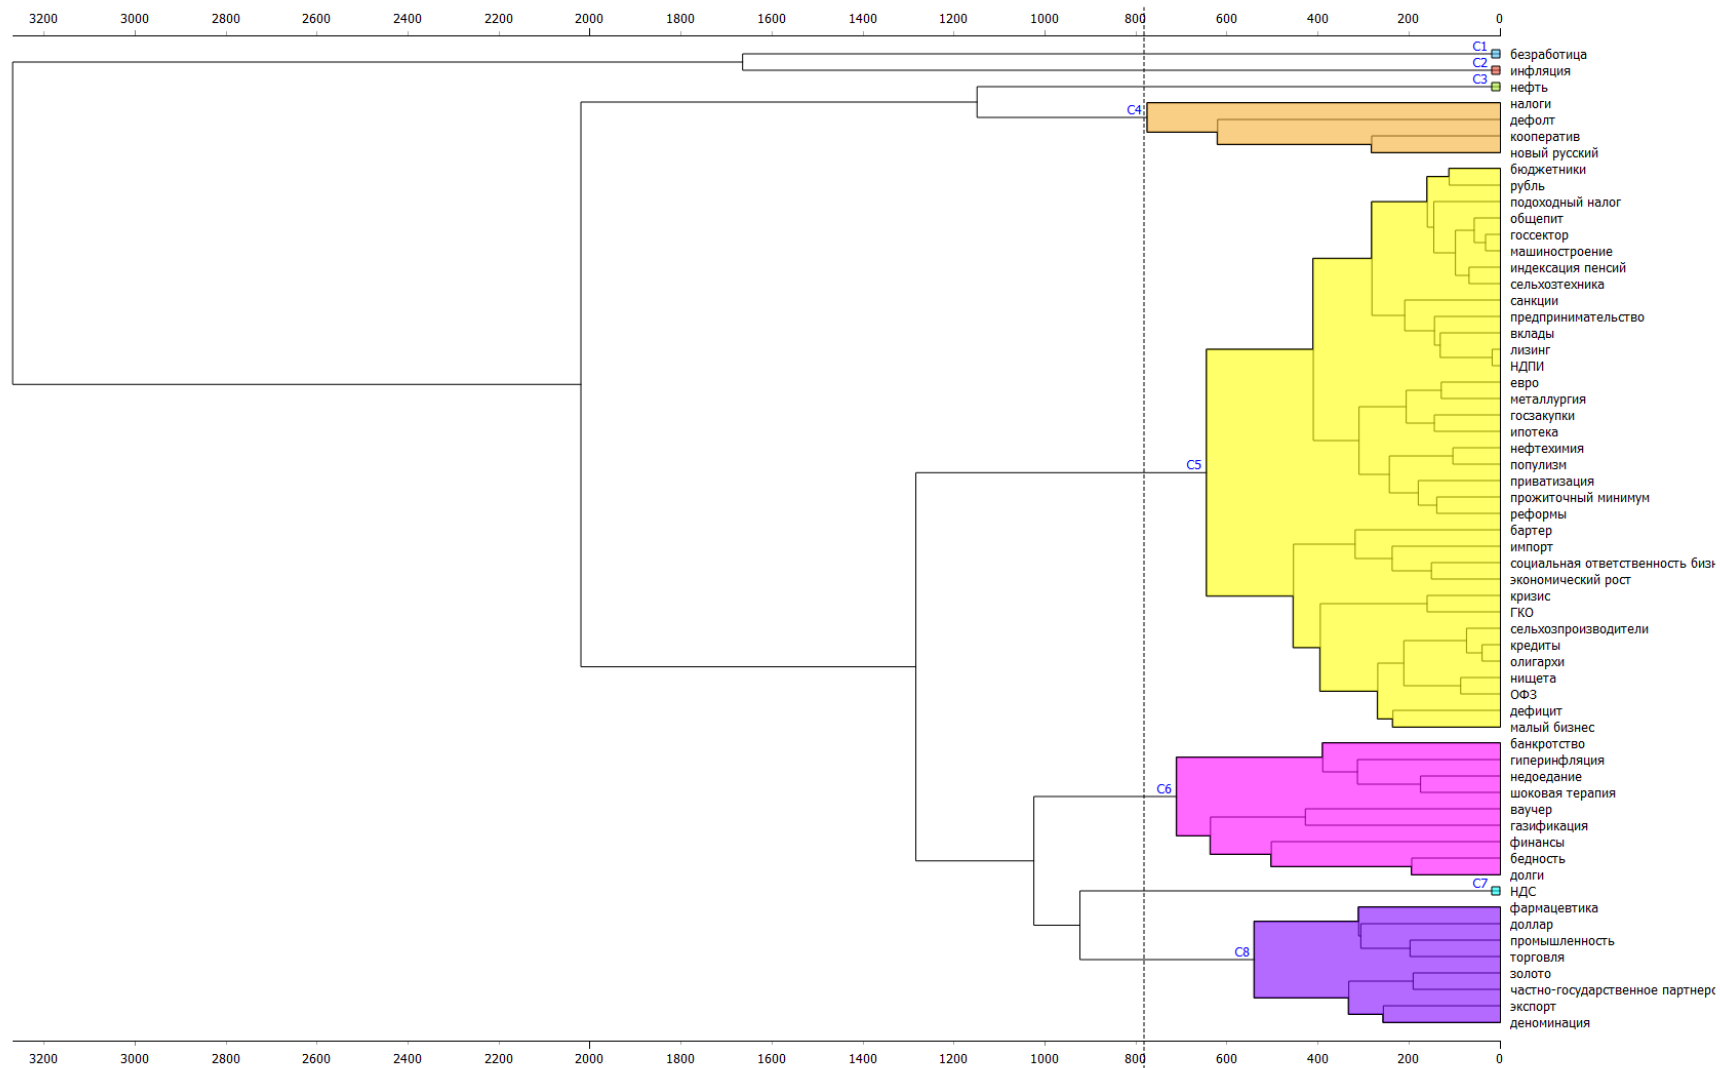 3200 3000 2800 2600 2400 2200 2000 1800 1600 1400 1200 1000 800 600 400 200 0
C1 безработица
C2 инфляция
C3 нефть
налоги
C4
дефолт
кооператив
новый русский
бюджетники
рубль
подоходный налог
общепит
госсектор
машиностроение
индексация пенсий
сельхозтехника
санкции
предпринимательство
вклады
лизинг
НДПИ
евро
металлургия
госзакупки
ипотека
нефтехимия
C5 популизм
приватизация
прожиточный минимум
реформы
бартер
импорт
социальная ответственность бизн
экономический рост
кризис
ГКО
сельхозпроизводители
кредиты
олигархи
нищета
ОФЗ
дефицит
малый бизнес
банкротство
гиперинфляция
недоедание
C6 шоковая терапия
ваучер
газификация
финансы
бедность
долги
C7 НДС
фармацевтика
доллар
промышленность
C8 торговля
золото
частно-государственное партнерс
экспорт
деноминация
3200 3000 2800 2600 2400 2200 2000 1800 1600 1400 1200 1000 800 600 400 200 0